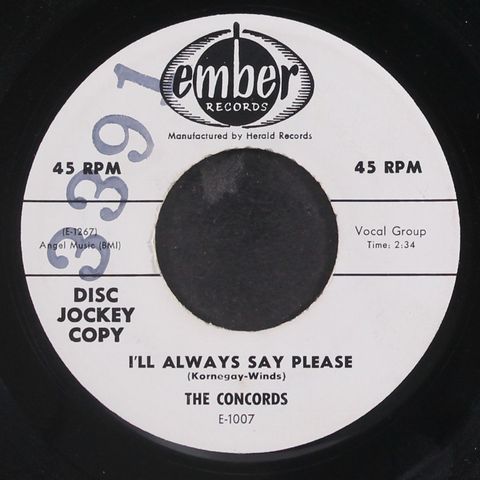 ember
RECORDS
Manufactured by Herald Records
3391
45 RPM
45 RPM
(E-1267)
Angel Music (BMI)
Vocal Group
Time: 2:34
DISC
JOCKEY
COPY
I'LL ALWAYS SAY PLEASE
(Kornegay-Winds)
THE CONCORDS
E-1007